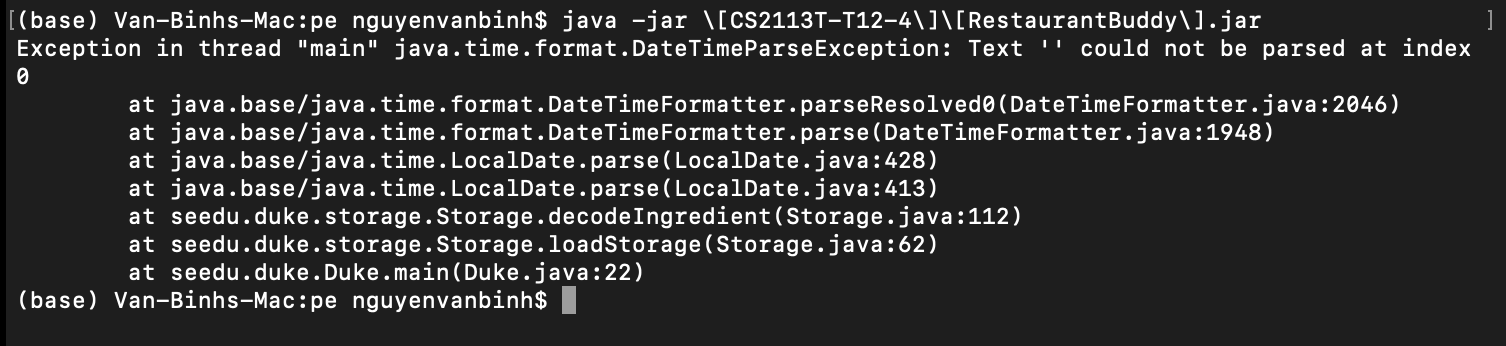 [(base) Van-Binhs-Mac:pe nguyenvanbinh$ java -jar \[CS2113T-T12-4\]\[RestaurantBuddy\].jar ]
Exception in thread "main" java.time.format.DateTimeParseException: Text '' could not be parsed at index
0
        at java.base/java.time.format.DateTimeFormatter.parseResolved0(DateTimeFormatter.java:2046)
        at java.base/java.time.format.DateTimeFormatter.parse(DateTimeFormatter.java:1948)
        at java.base/java.time.LocalDate.parse(LocalDate.java:428)
        at java.base/java.time.LocalDate.parse(LocalDate.java:413)
        at seedu.duke.storage.Storage.decodeIngredient(Storage.java:112)
        at seedu.duke.storage.Storage.loadStorage(Storage.java:62)
        at seedu.duke.Duke.main(Duke.java:22)
(base) Van-Binhs-Mac:pe nguyenvanbinh$